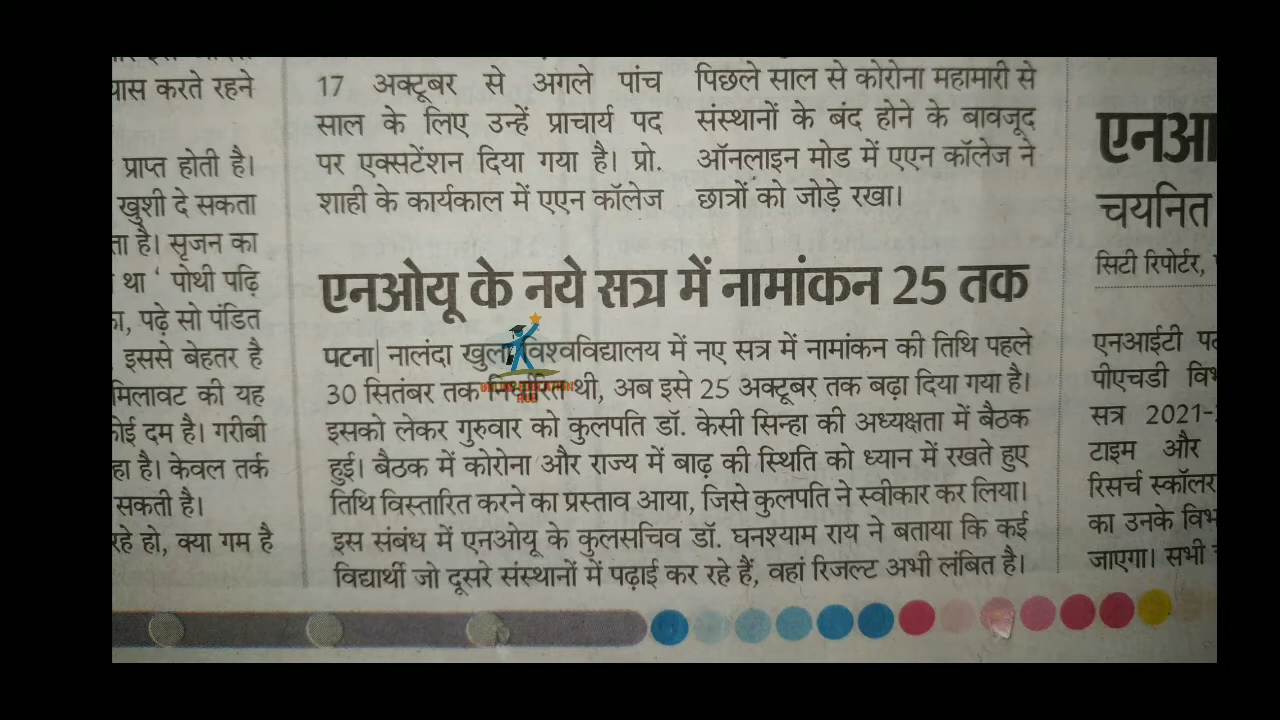 यास करते रहने
प्राप्त होती है।
खुशी दे सकता
ता है। सृजन का
था ' पोथी पढ़ि
का, पढ़े सो पंडित
इससे बेहतर है
मिलावट की यह
कोई दम है। गरीबी
हा है। केवल तर्क
सकती है।
रहे हो, क्या गम है
17 अक्टूबर से अगले पांच
साल के लिए उन्हें प्राचार्य पद
पर एक्सटेंशन दिया गया है। प्रो.
शाही के कार्यकाल में एएन कॉलेज
पिछले साल से कोरोना महामारी से
संस्थानों के बंद होने के बावजूद
ऑनलाइन मोड में एएन कॉलेज ने
छात्रों को जोड़े रखा।
एनओयू के नये सत्र में नामांकन 25 तक
पटना| नालंदा खुला विश्वविद्यालय में नए सत्र में नामांकन की तिथि पहले
30 सितंबर तक निर्धारित थी, अब इसे 25 अक्टूबर तक बढ़ा दिया गया है।
इसको लेकर गुरुवार को कुलपति डॉ. केसी सिन्हा की अध्यक्षता में बैठक
हुई। बैठक में कोरोना और राज्य में बाढ़ की स्थिति को ध्यान में रखते हुए
तिथि विस्तारित करने का प्रस्ताव आया, जिसे कुलपति ने स्वीकार कर लिया।
इस संबंध में एनओयू के कुलसचिव डॉ. घनश्याम राय ने बताया कि कई
विद्यार्थी जो दूसरे संस्थानों में पढ़ाई कर रहे हैं, वहां रिजल्ट अभी लंबित है।
एनआ
चयनित
सिटी रिपोर्टर,
एनआईटी
पीएचडी
सत्र 2021-
टाइम और
रिसर्च स्कॉलर
का उनके
जाएगा। सभी